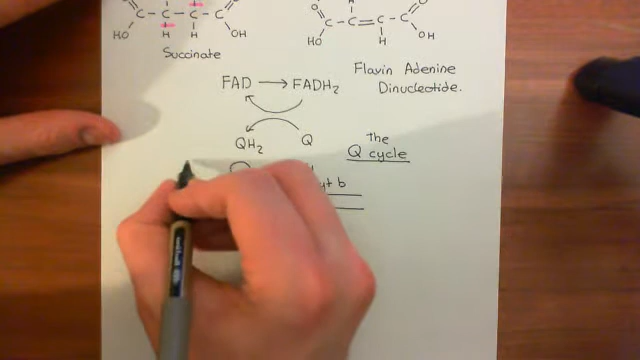 C - C - C - C
C - C = C - C
HO H H OH
HO H OH
Succinate
FAD → FADH2
Flavin Adenine
Dinucleotide.
QH2 Q
The
Q cycle